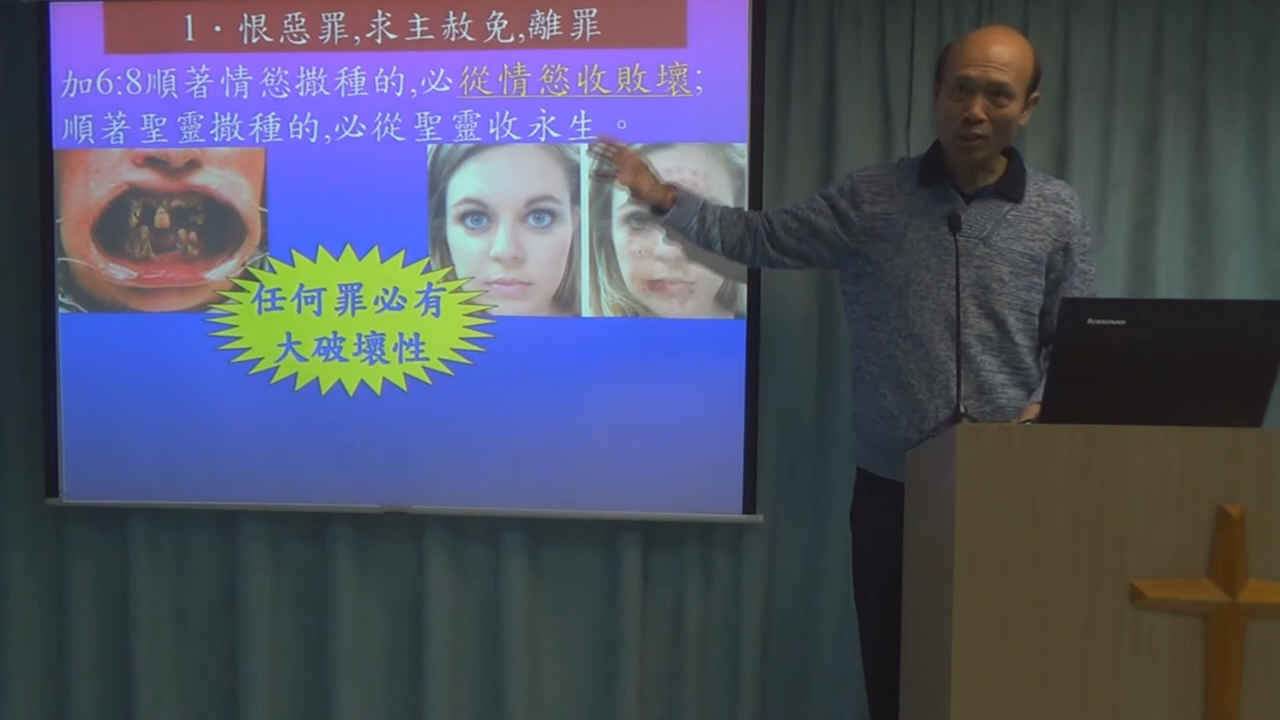 1．恨惡罪,求主赦免,離罪
加6:8順著情慾撒種的,必從情慾收敗壞;
順著聖靈撒種的,必從聖靈收永生。
任何罪必有
大破壞性
lenovo